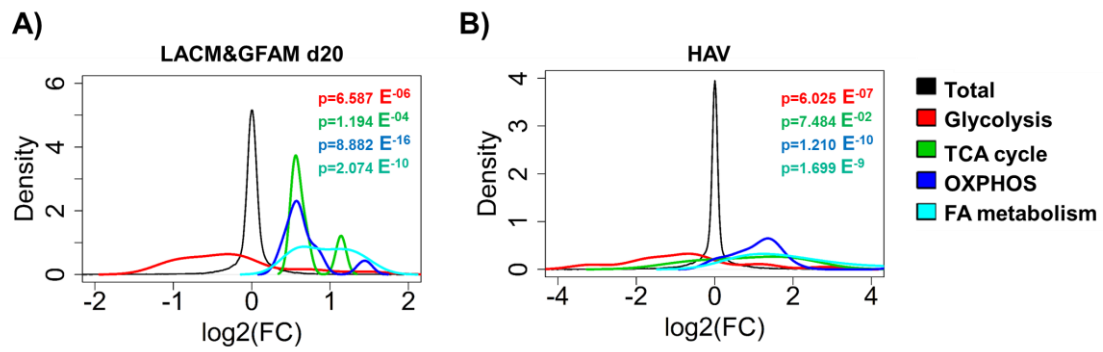 A)
LACM&GFAM d20
Density
6
4
2
0
p=6.587 E-06
p=1.194 E-04
p=8.882 E-16
p=2.074 E-10
-2 -1 0 1 2
log2(FC)
B)
HAV
Density
4
3
2
1
0
p=6.025 E-07
p=7.484 E-02
p=1.210 E-10
p=1.699 E-9
-4 -2 0 2 4
log2(FC)
Total
Glycolysis
TCA cycle
OXPHOS
FA metabolism